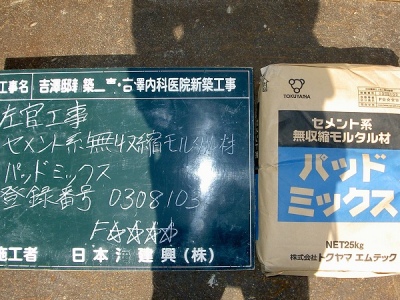 工事名
吉澤内科医院新築工事
左官工事
セメント系無収縮モルタル材
パッドミックス
登録番号 0308103
F☆☆☆☆
施工者 日本 建興(株)
TOKUYAMA
セメント系
無収縮モルタル材
パッド
ミックス
NET25kg
株式会社トクヤマ エムテック